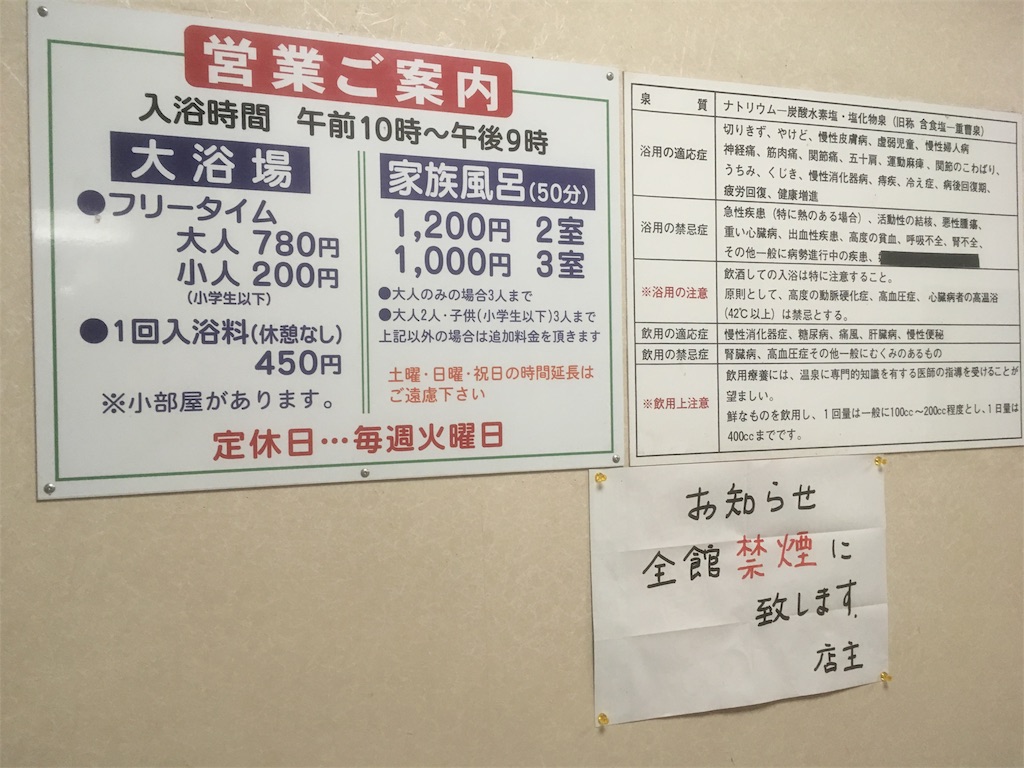 営業ご案内
入浴時間 午前10時～午後9時
大浴場
●フリータイム
大人 780円
小人 200円
(小学生以下)
●1回入浴料(休憩なし)
450円
※小部屋があります。
家族風呂(50分)
1,200円 2室
1,000円 3室
●大人のみの場合3人まで
●大人2人・子供(小学生以下)3人まで
上記以外の場合は追加料金を頂きます
土曜・日曜・祝日の時間延長は
ご遠慮下さい
定休日…毎週火曜日
泉質 ナトリウム―炭酸水素塩・塩化物泉（旧称 含食塩―重曹泉）
浴用の適応症
切りきず、やけど、慢性皮膚病、虚弱児童、慢性婦人病
神経痛、筋肉痛、関節痛、五十肩、運動麻痺、関節のこわばり、
うちみ、くじき、慢性消化器病、痔疾、冷え症、病後回復期、
疲労回復、健康増進
浴用の禁忌症
急性疾患（特に熱のある場合）、活動性の結核、悪性腫瘍、
重い心臓病、出血性疾患、高度の貧血、呼吸不全、腎不全、
その他一般に病勢進行中の疾患、
※浴用の注意
飲酒しての入浴は特に注意すること。
原則として、高度の動脈硬化症、高血圧症、心臓病者の高温浴
(42℃以上）は禁忌とする。
飲用の適応症 慢性消化器症、糖尿病、痛風、肝臓病、慢性便秘
飲用の禁忌症 腎臓病、高血圧症その他一般にむくみのあるもの
※飲用上注意
飲用療養には、温泉に専門的知識を有する医師の指導を受けることが
望ましい。
鮮なものを飲用し、1回量は一般に100cc～200cc程度とし、1日量は
400ccまでです。
お知らせ
全館禁煙に
致します.
店主